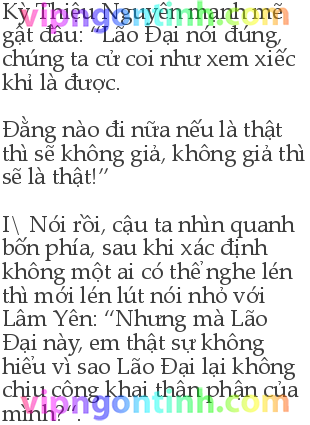 vipngontinh.com
Kỳ Thiệu Nguyên mạnh mẽ
gật đầu: “Lão Đại nói đúng,
chúng ta cử coi như xem xiếc
khỉ là được.
Đằng nào đi nữa nếu là thật
thì sẽ không giả, không giả thì
sẽ là thật!”
I\ Nói rồi, cậu ta nhìn quanh
bốn phía, sau khi xác định
không một ai có thể nghe lén
thì mới lén lút nói nhỏ với
Lâm Yên: “Nhưng mà Lão
Đại này, em thật sự không
hiểu vì sao Lão Đại lại không
chịu công khai thân phận của
mình?”.
vipngontinh.com